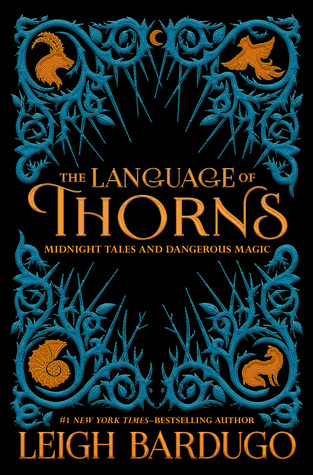 THE LANGUAGE OF
THORNS
MIDNIGHT TALES AND DANGEROUS MAGIC
#1 NEW YORK TIMES–BESTSELLING AUTHOR
LEIGH BARDUGO